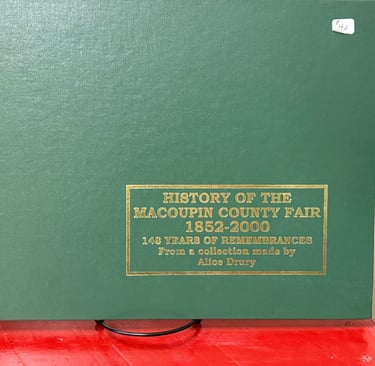 HISTORY OF THE
MACOUPIN COUNTY FAIR
1852-2000
148 YEARS OF REMEMBRANCES
From a collection made by
Alice Drury